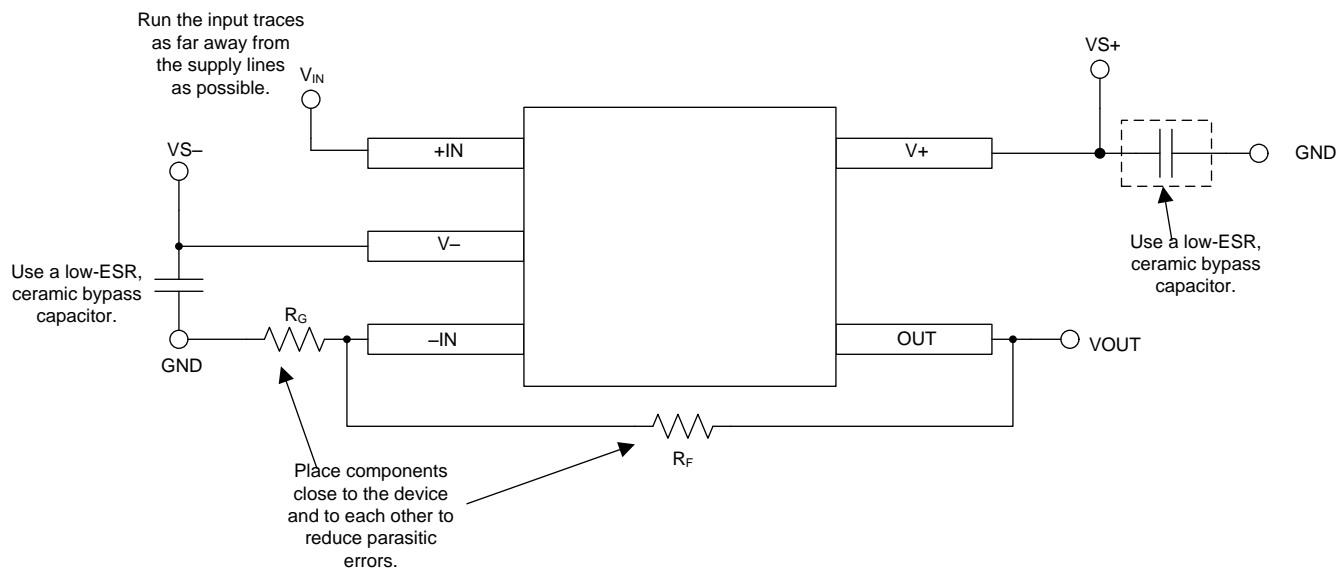 Run the input traces
as far away from
the supply lines
as possible.
VIN
VS+
VS–
+IN
V+
GND
V–
Use a low-ESR,
ceramic bypass
capacitor.
Use a low-ESR,
ceramic bypass
capacitor.
RG
–IN
OUT
VOUT
GND
RF
Place components
close to the device
and to each other to
reduce parasitic
errors.